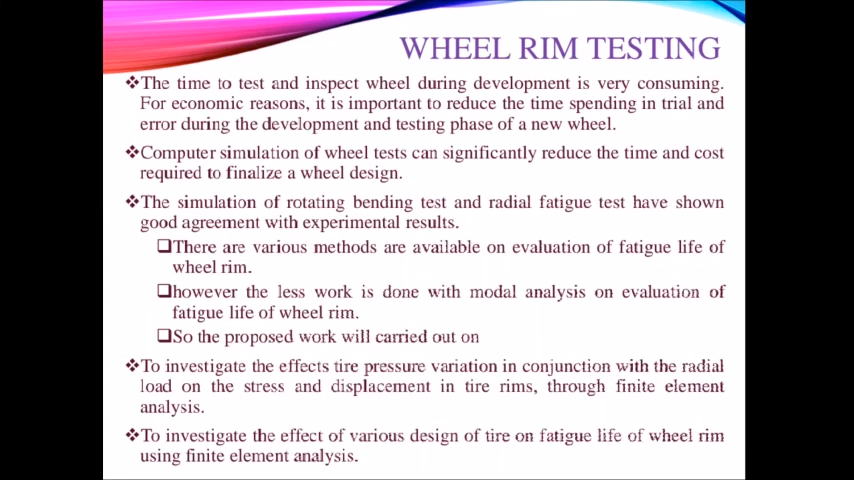 WHEEL RIM TESTING
❖The time to test and inspect wheel during development is very consuming.
For economic reasons, it is important to reduce the time spending in trial and
error during the development and testing phase of a new wheel.
❖Computer simulation of wheel tests can significantly reduce the time and cost
required to finalize a wheel design.
❖The simulation of rotating bending test and radial fatigue test have shown
good agreement with experimental results.
❑There are various methods are available on evaluation of fatigue life of
wheel rim.
❑however the less work is done with modal analysis on evaluation of
fatigue life of wheel rim.
❑So the proposed work will carried out on
❖To investigate the effects tire pressure variation in conjunction with the radial
load on the stress and displacement in tire rims, through finite element
analysis.
❖To investigate the effect of various design of tire on fatigue life of wheel rim
using finite element analysis.